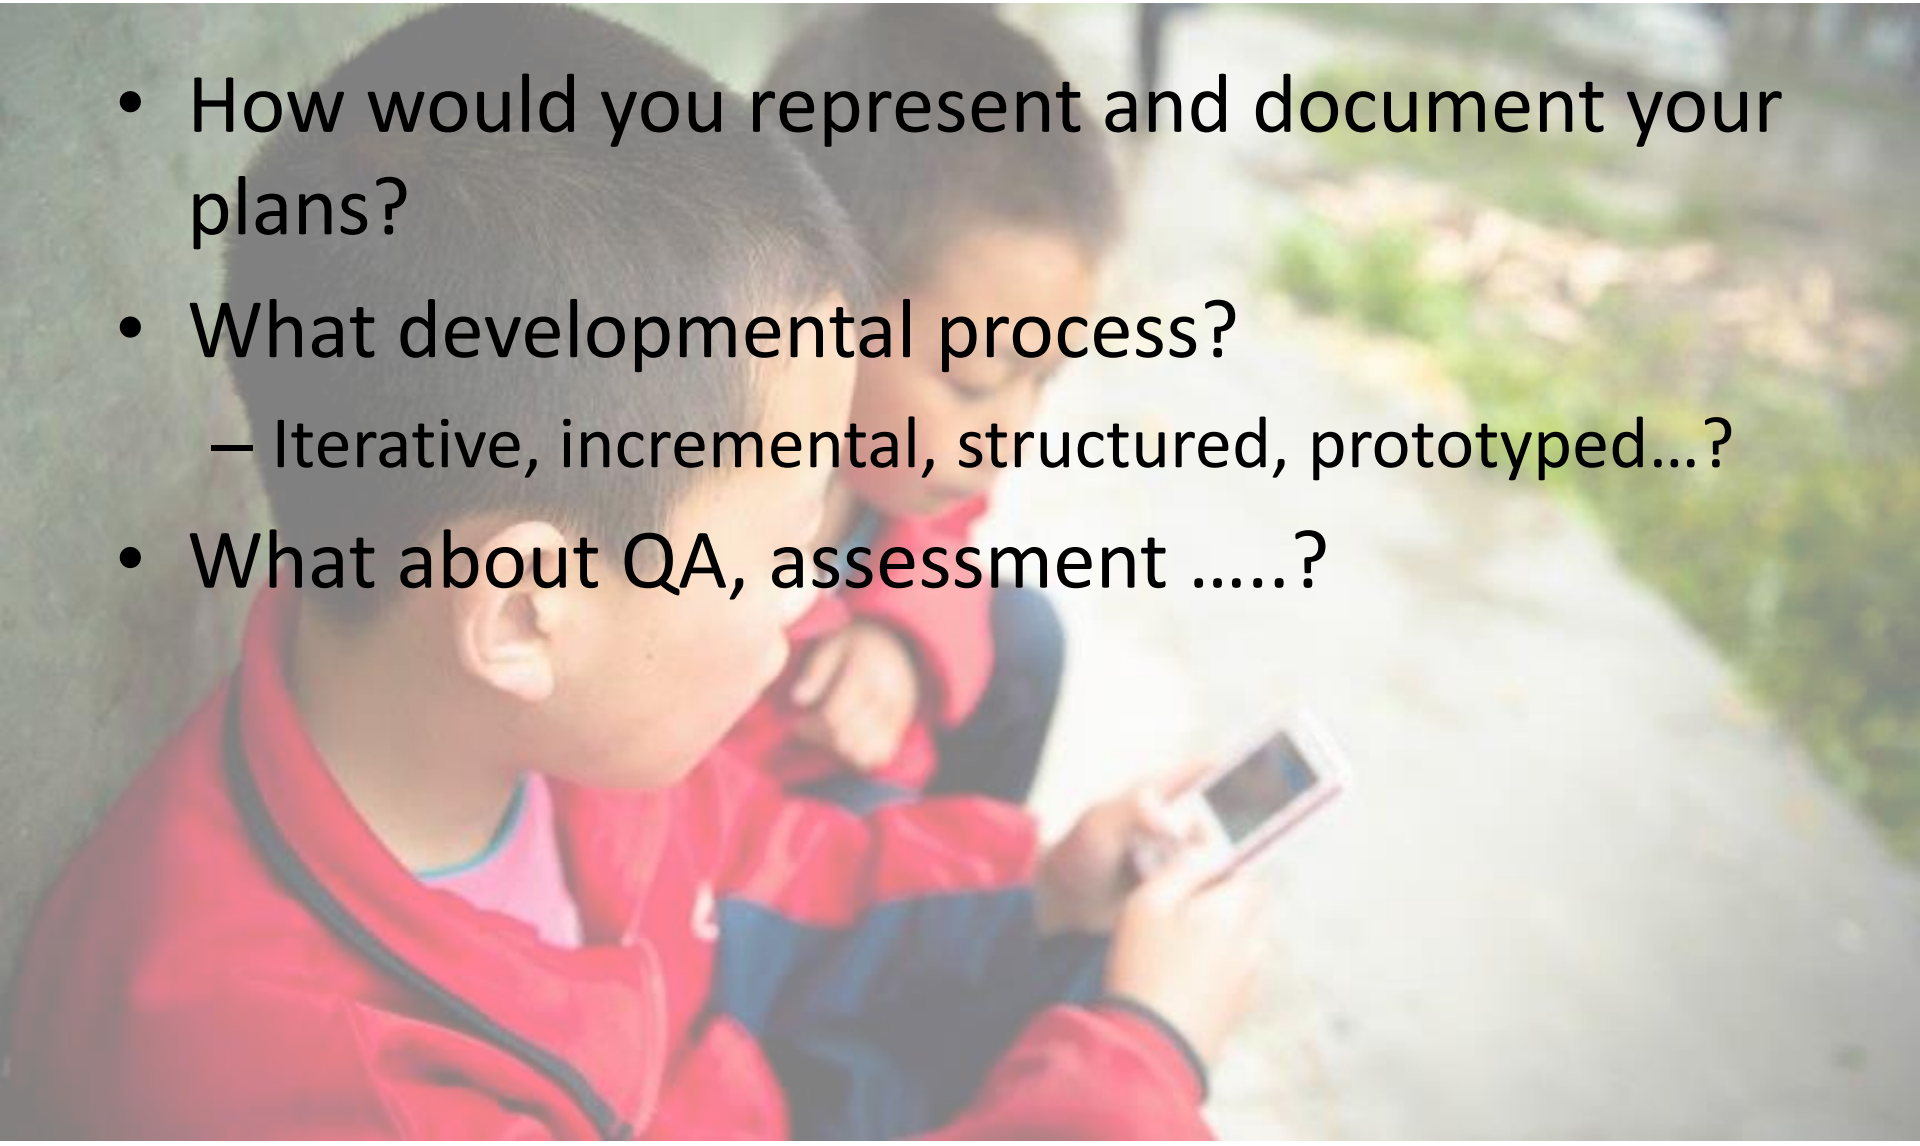 • How would you represent and document your
plans?
• What developmental process?
– Iterative, incremental, structured, prototyped...?
• What about QA, assessment .....?